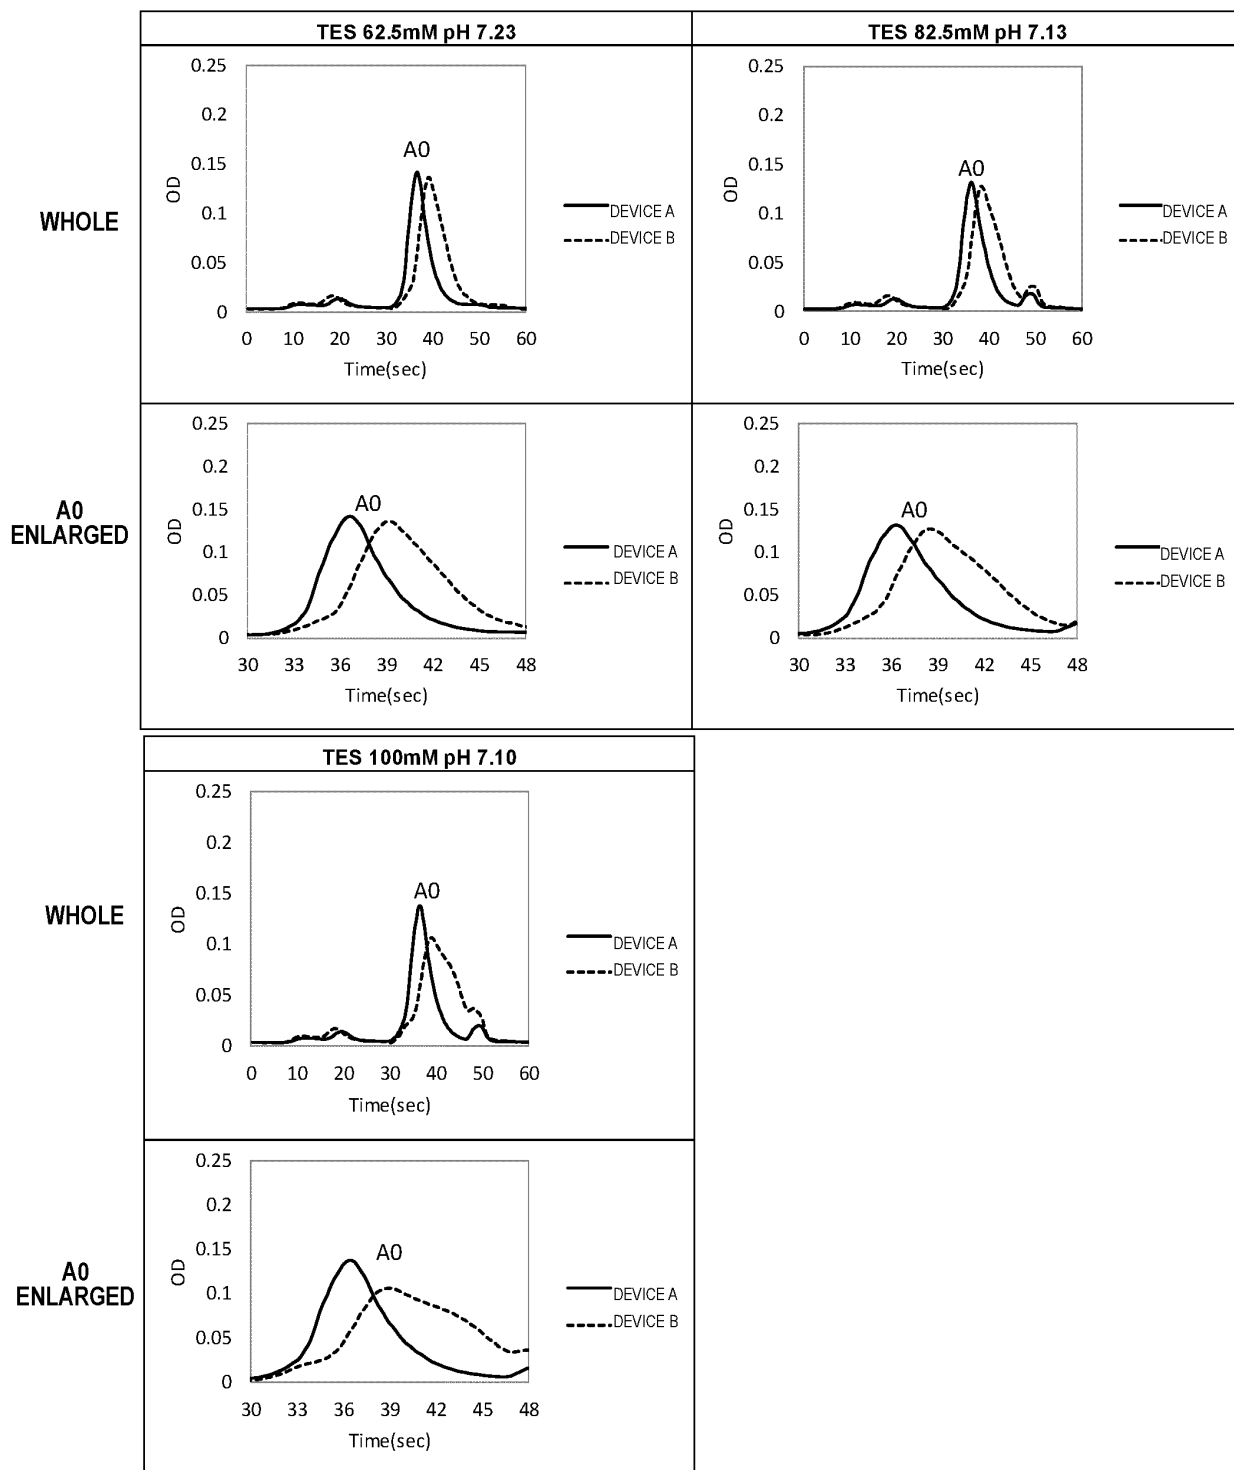 TES 62.5mM pH 7.23
TES 82.5mM pH 7.13
WHOLE
0.25
0.2
0.15
0.1
0.05
0
OD
A0
0 10 20 30 40 50 60
Time(sec)
DEVICE A
DEVICE B
0.25
0.2
0.15
0.1
0.05
0
OD
A0
0 10 20 30 40 50 60
Time(sec)
DEVICE A
DEVICE B
A0
ENLARGED
0.25
0.2
0.15
0.1
0.05
0
OD
A0
30 33 36 39 42 45 48
Time(sec)
DEVICE A
DEVICE B
0.25
0.2
0.15
0.1
0.05
0
OD
A0
30 33 36 39 42 45 48
Time(sec)
DEVICE A
DEVICE B
TES 100mM pH 7.10
WHOLE
0.25
0.2
0.15
0.1
0.05
0
OD
A0
0 10 20 30 40 50 60
Time(sec)
DEVICE A
DEVICE B
A0
ENLARGED
0.25
0.2
0.15
0.1
0.05
0
OD
A0
30 33 36 39 42 45 48
Time(sec)
DEVICE A
DEVICE B